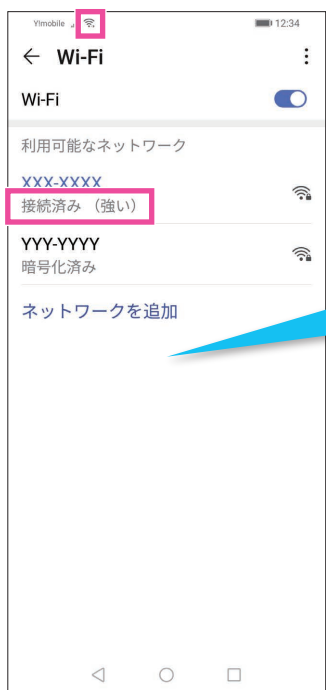 Y!mobile 12:34
Wi-Fi
Wi-Fi
利用可能なネットワーク
XXX-XXXX
接続済み （強い）
YYY-YYYY
暗号化済み
ネットワークを追加